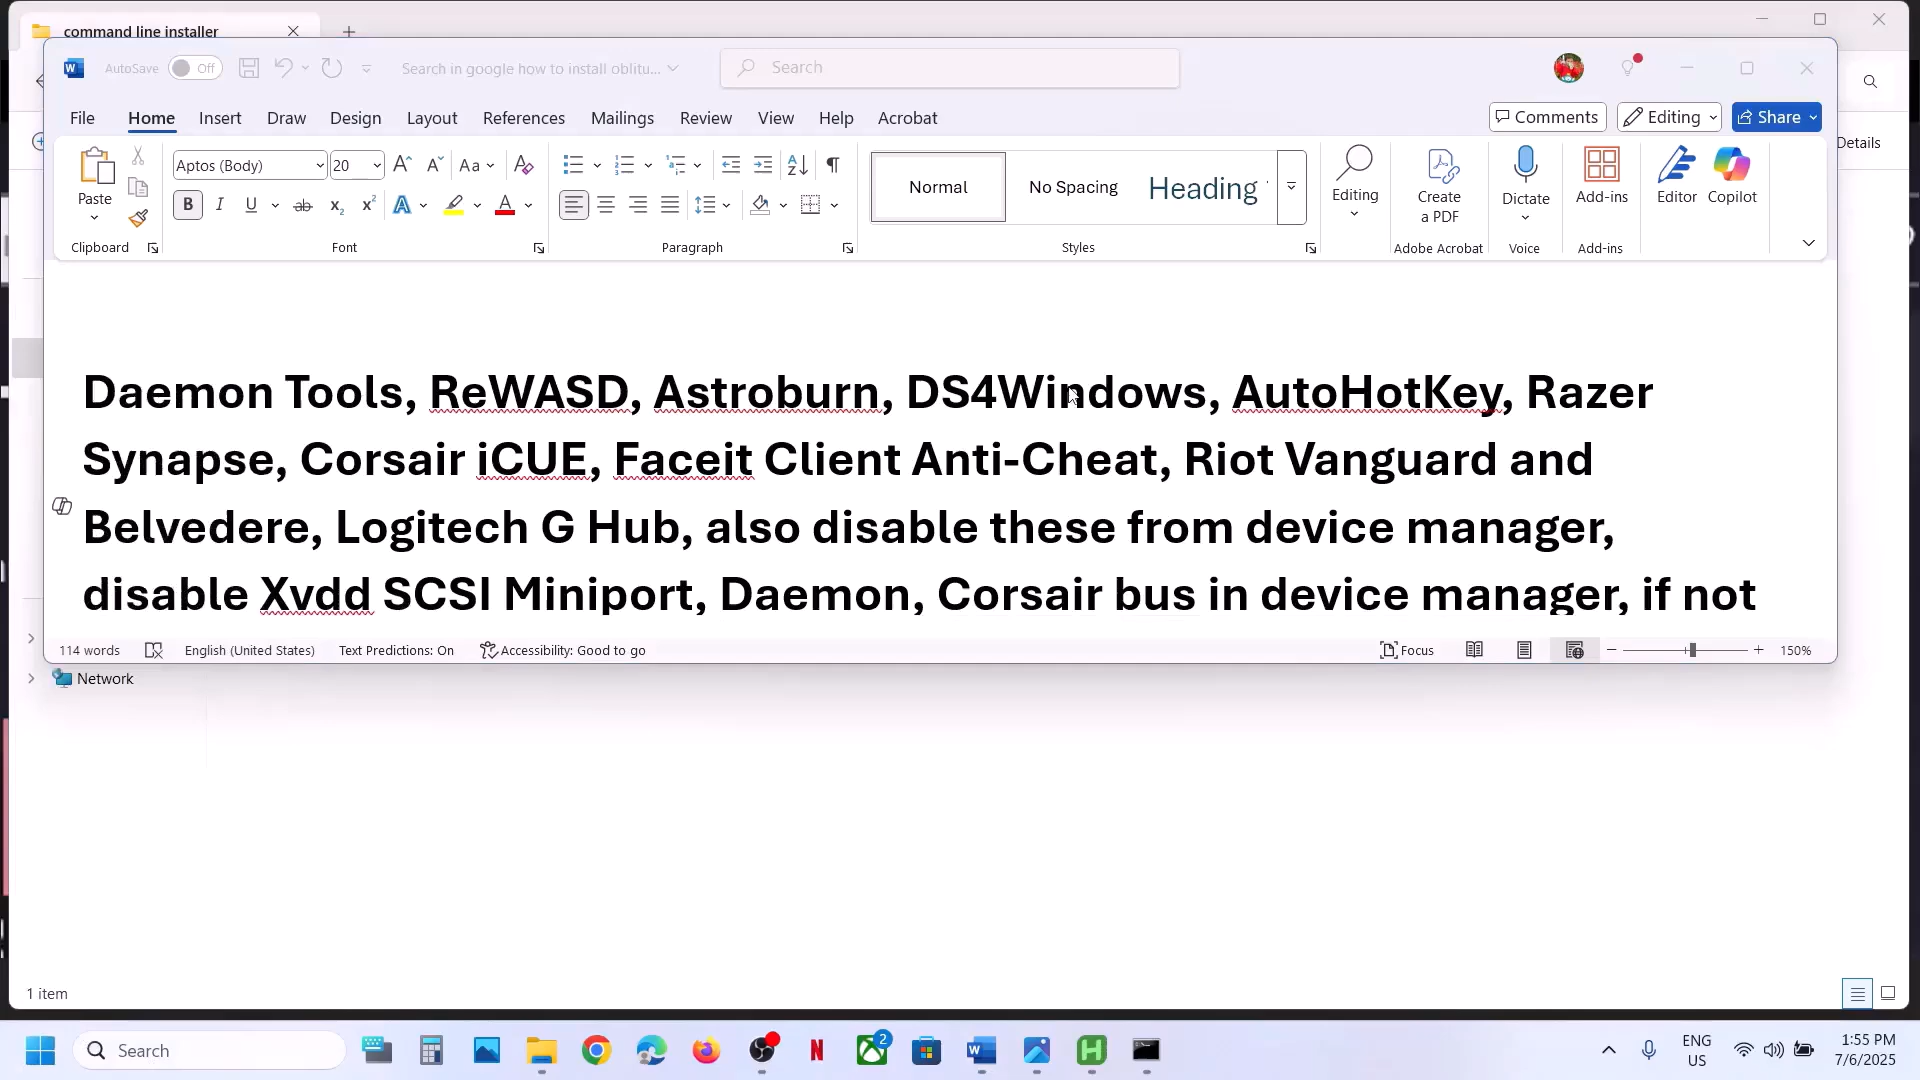 command line installer
AutoSave Off Search in google how to install oblitu... Search
File Home Insert Draw Design Layout References Mailings Review View Help Acrobat Comments Editing Share
Details
Paste Aptos (Body) 20 Aa Normal No Spacing Heading Editing Create a PDF Dictate Add-ins Editor Copilot
Clipboard Font Paragraph Styles Adobe Acrobat Voice Add-ins
Daemon Tools, ReWASD, Astroburn, DS4Windows, AutoHotKey, Razer
Synapse, Corsair iCUE, Faceit Client Anti-Cheat, Riot Vanguard and
Belvedere, Logitech G Hub, also disable these from device manager,
disable Xvdd SCSI Miniport, Daemon, Corsair bus in device manager, if not
114 words English (United States) Text Predictions: On Accessibility: Good to go Focus 150%
Network
1 item
Search 2 ENG US 1:55 PM 7/6/2025